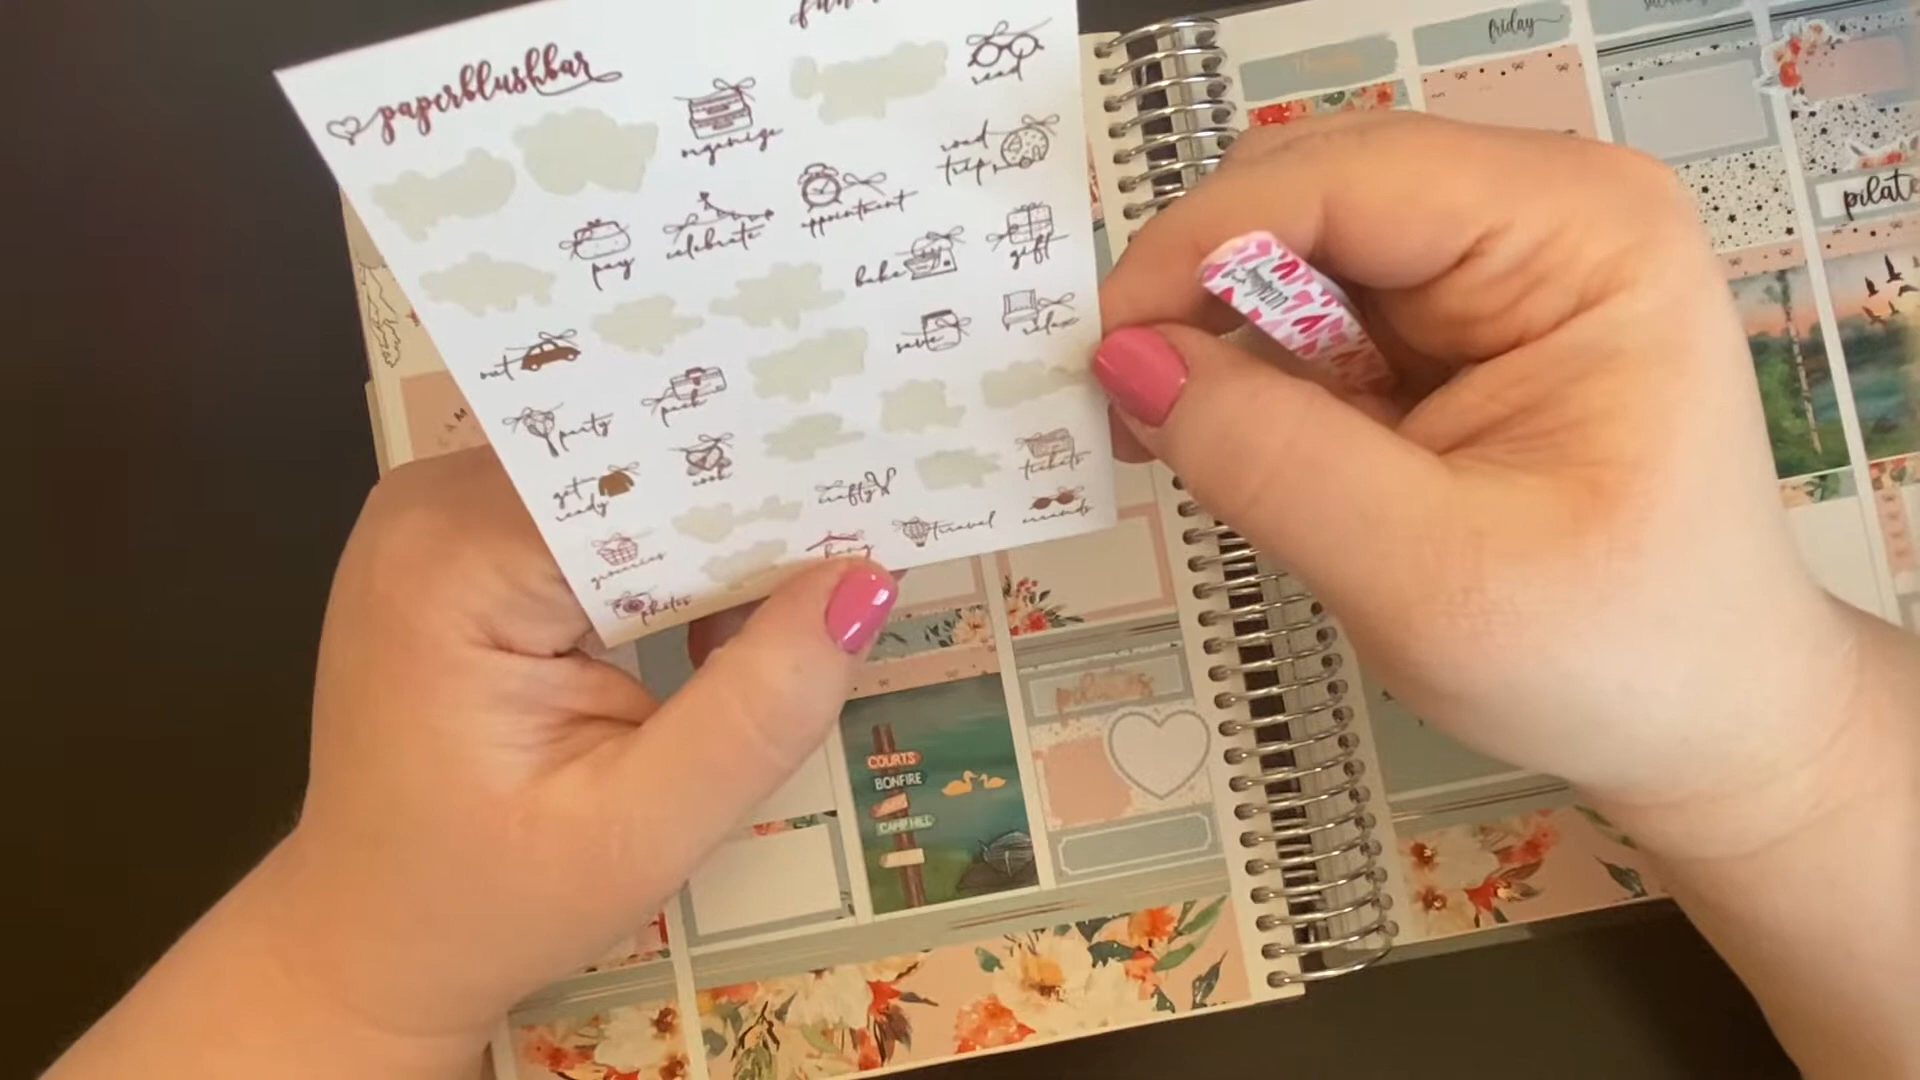 paperblushbar
organize
read
road
trip
pay
celebrate
appointment
bake
gift
out
save
relax
party
pack
get
ready
cook
crafty
tickets
groceries
hang
travel
errands
photos
friday
pilates
COURTS
BONFIRE
CAMP HILL